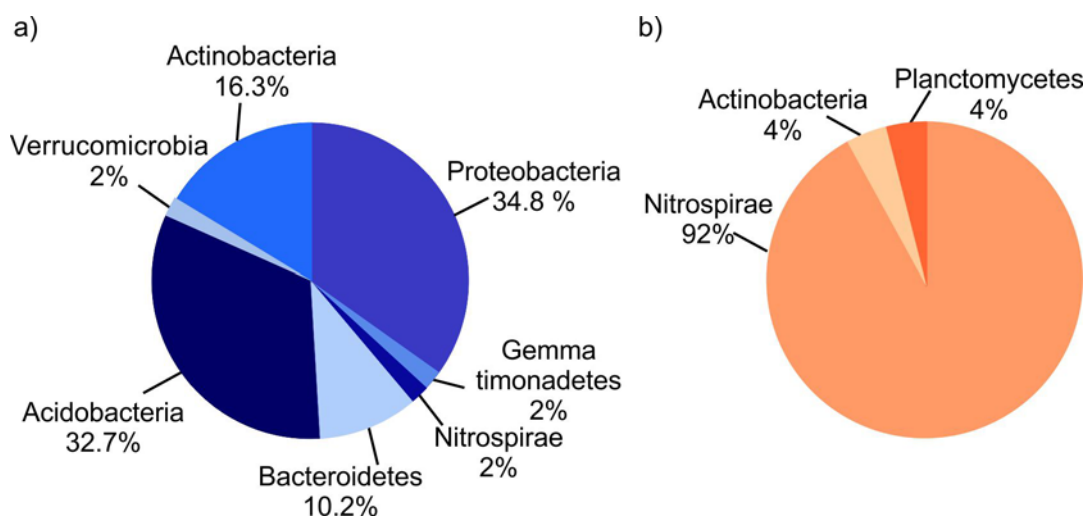 a)
Actinobacteria
16.3%
Verrucomicrobia
2%
Proteobacteria
34.8 %
Gemma
timonadetes
2%
Nitrospirae
2%
Bacteroidetes
10.2%
Acidobacteria
32.7%
b)
Planctomycetes
4%
Actinobacteria
4%
Nitrospirae
92%